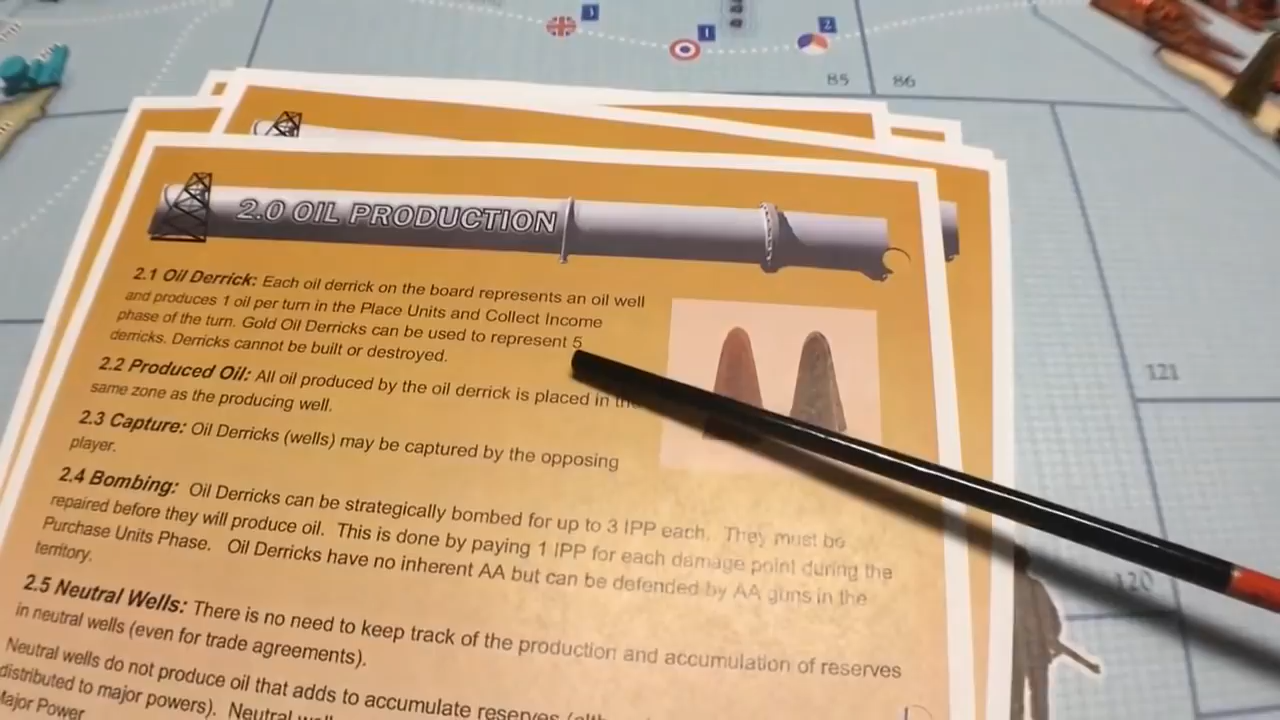 3
1
2
85
86
2.0 OIL PRODUCTION
2.1 Oil Derrick: Each oil derrick on the board represents an oil well
and produces 1 oil per turn in the Place Units and Collect Income
phase of the turn. Gold Oil Derricks can be used to represent 5
derricks. Derricks cannot be built or destroyed.
2.2 Produced Oil: All oil produced by the oil derrick is placed in
same zone as the producing well.
2.3 Capture: Oil Derricks (wells) may be captured by the opposing
player.
2.4 Bombing: Oil Derricks can be strategically bombed for up to 3 IPP each. They must be
repaired before they will produce oil. This is done by paying 1 IPP for each damage point during the
Purchase Units Phase. Oil Derricks have no inherent AA but can be defended by AA guns in the
territory.
2.5 Neutral Wells: There is no need to keep track of the production and accumulation of reserves
in neutral wells (even for trade agreements).
Neutral wells do not produce oil that adds to accumulate reserves
distributed to major powers). Neutral
Major Power
121
120